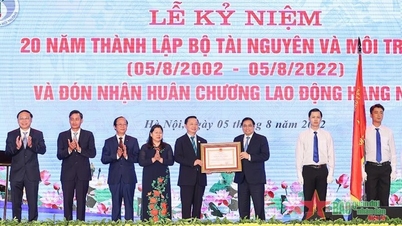 LỄ KỶ NIỆM
20 NĂM THÀNH LẬP BỘ TÀI NGUYÊN VÀ MÔI TR
(05/8/2002 - 05/8/2022)
VÀ ĐÓN NHẬN HUÂN CHƯƠNG LAO ĐỘNG HẠNG N
Hà Nội, ngày 05 tháng 8 năm 2022